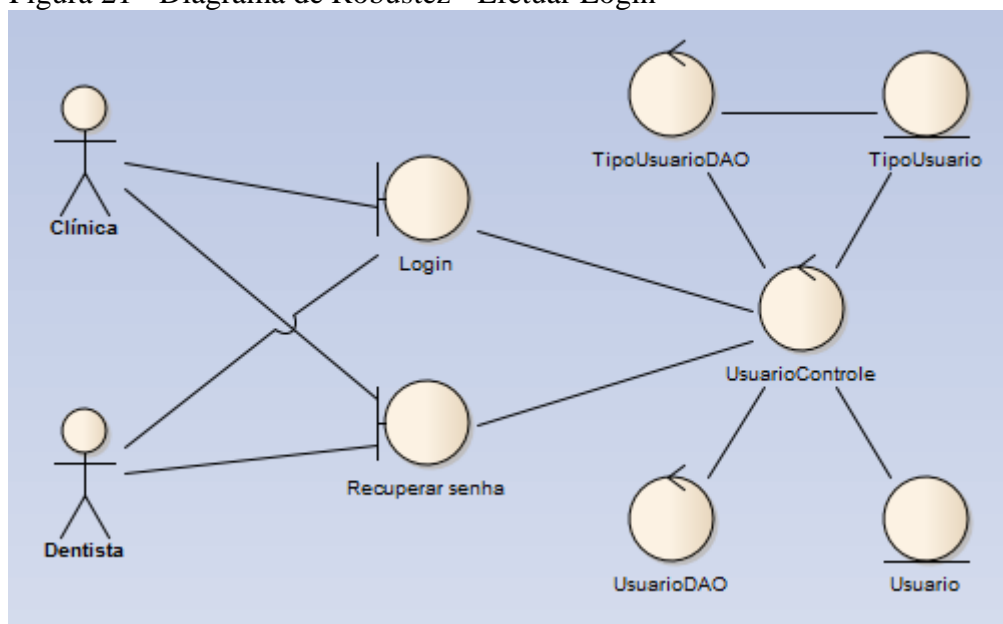 Figura 21 - Diagrama de Robustez - Efetuar Login
Clínica
Login
TipoUsuarioDAO
TipoUsuario
UsuarioControle
Dentista
Recuperar senha
UsuarioDAO
Usuario